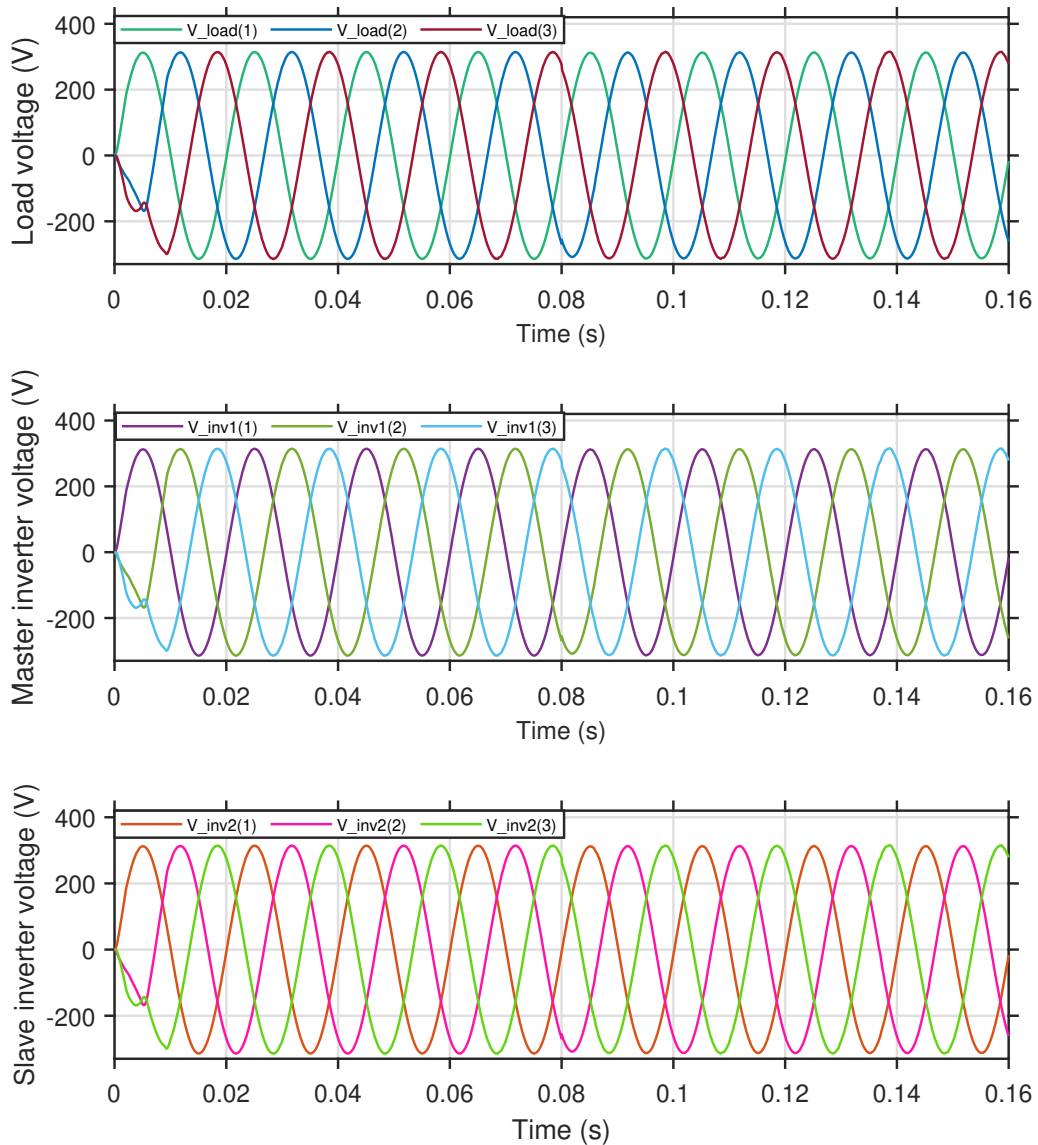 Load voltage (V)
V_load(1) V_load(2) V_load(3)
400
200
0
-200
0 0.02 0.04 0.06 0.08 0.1 0.12 0.14 0.16
Time (s)
Master inverter voltage (V)
V_inv1(1) V_inv1(2) V_inv1(3)
400
200
0
-200
0 0.02 0.04 0.06 0.08 0.1 0.12 0.14 0.16
Time (s)
Slave inverter voltage (V)
V_inv2(1) V_inv2(2) V_inv2(3)
400
200
0
-200
0 0.02 0.04 0.06 0.08 0.1 0.12 0.14 0.16
Time (s)